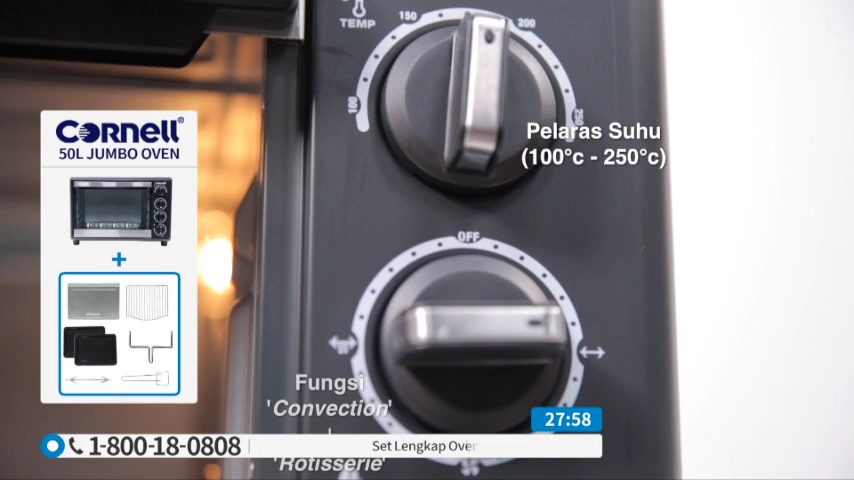 TEMP
100
150
200
250
Pelaras Suhu
(100°c - 250°c)
Cornell®
50L JUMBO OVEN
+
OFF
Fungsi
'Convection'
'Rotisserie'
27:58
1-800-18-0808
Set Lengkap Oven